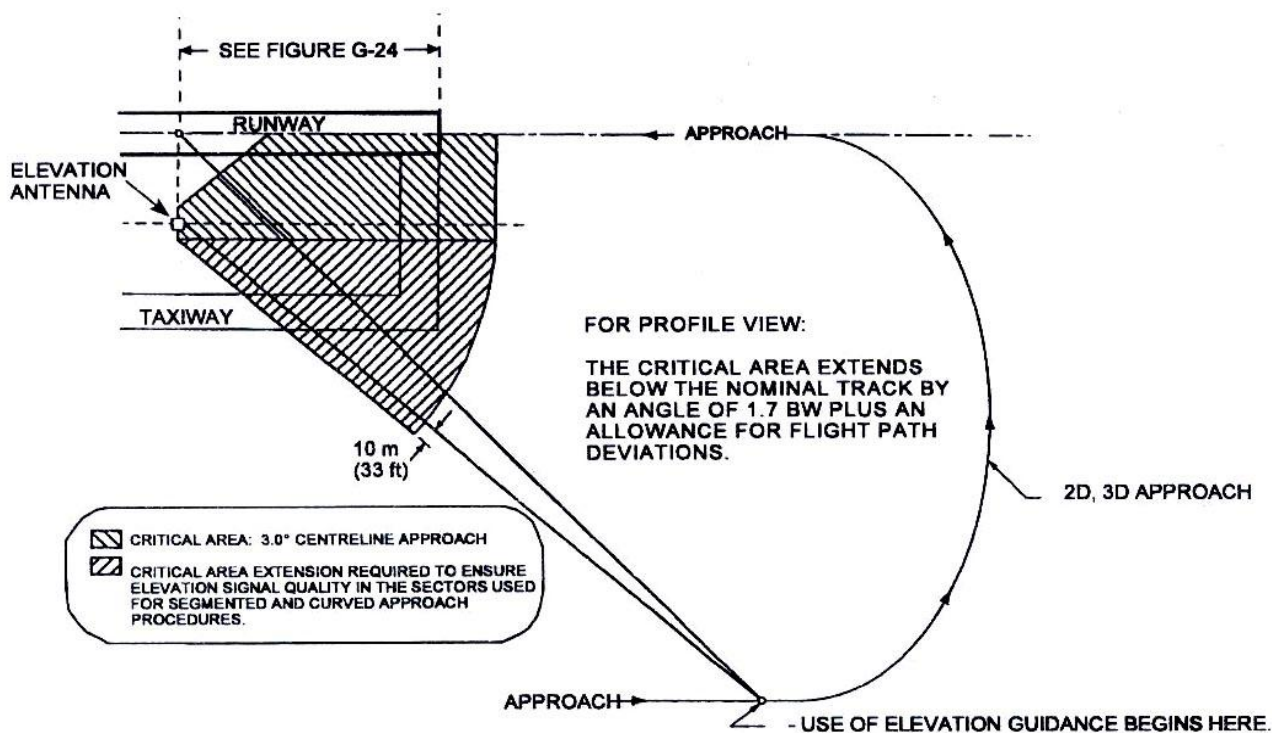 SEE FIGURE G-24
RUNWAY
APPROACH
ELEVATION
ANTENNA
TAXIWAY
FOR PROFILE VIEW:
THE CRITICAL AREA EXTENDS
BELOW THE NOMINAL TRACK BY
AN ANGLE OF 1.7 BW PLUS AN
ALLOWANCE FOR FLIGHT PATH
DEVIATIONS.
10 m
(33 ft)
2D, 3D APPROACH
CRITICAL AREA: 3.0° CENTRELINE APPROACH
CRITICAL AREA EXTENSION REQUIRED TO ENSURE
ELEVATION SIGNAL QUALITY IN THE SECTORS USED
FOR SEGMENTED AND CURVED APPROACH
PROCEDURES.
APPROACH
- USE OF ELEVATION GUIDANCE BEGINS HERE.